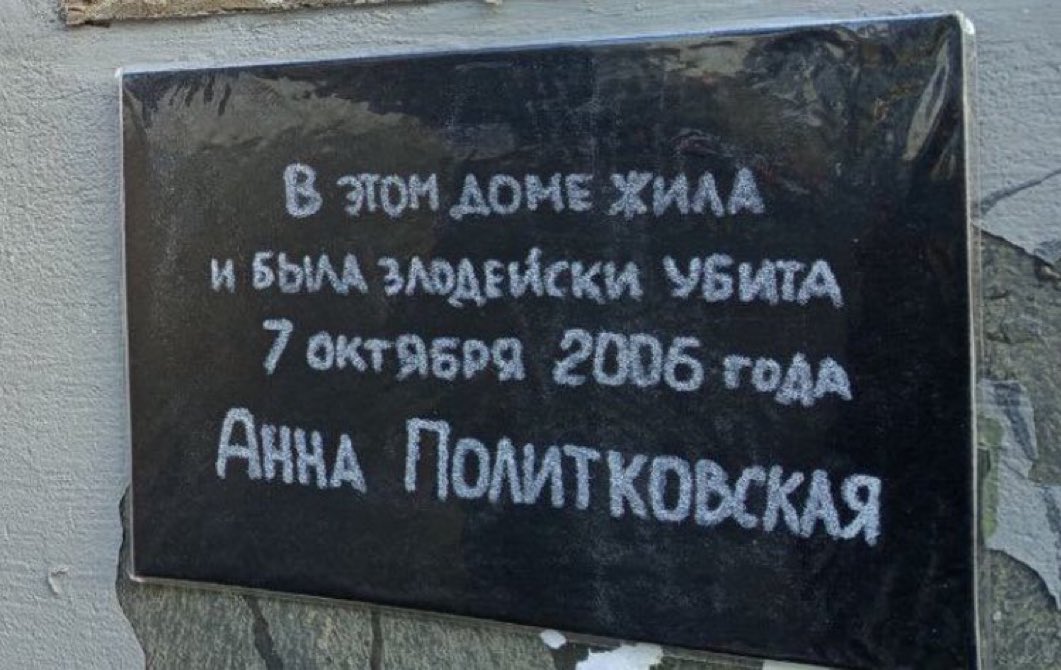 В ЭТОМ ДОМЕ ЖИЛА
И БЫЛА ЗЛОДЕЙСКИ УБИТА
7 ОКТЯБРЯ 2006 ГОДА
АННА ПОЛИТКОВСКАЯ